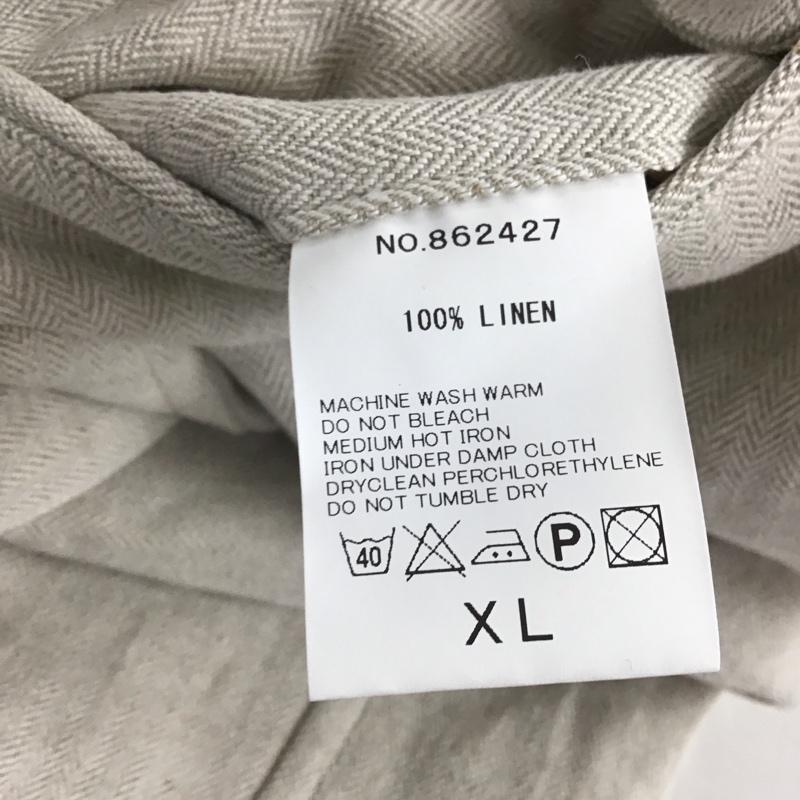 NO.862427
100% LINEN
MACHINE WASH WARM
DO NOT BLEACH
MEDIUM HOT IRON
IRON UNDER DAMP CLOTH
DRYCLEAN PERCHLORETHYLENE
DO NOT TUMBLE DRY
40 P
XL